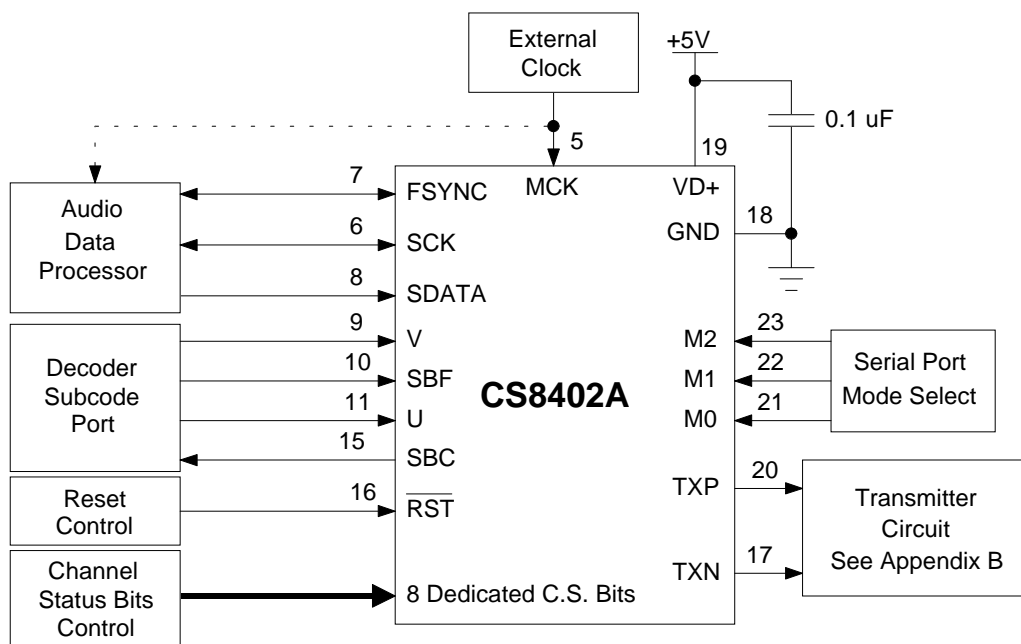 External
Clock
+5V
0.1 uF
5
19
7
FSYNC
MCK
VD+
Audio
Data
Processor
6
SCK
18
GND
8
SDATA
9
V
23
M2
Decoder
Subcode
Port
10
SBF
22
M1
Serial Port
Mode Select
CS8402A
11
U
21
M0
15
SBC
Reset
Control
16
RST
20
TXP
Transmitter
Circuit
See Appendix B
17
TXN
Channel
Status Bits
Control
8 Dedicated C.S. Bits